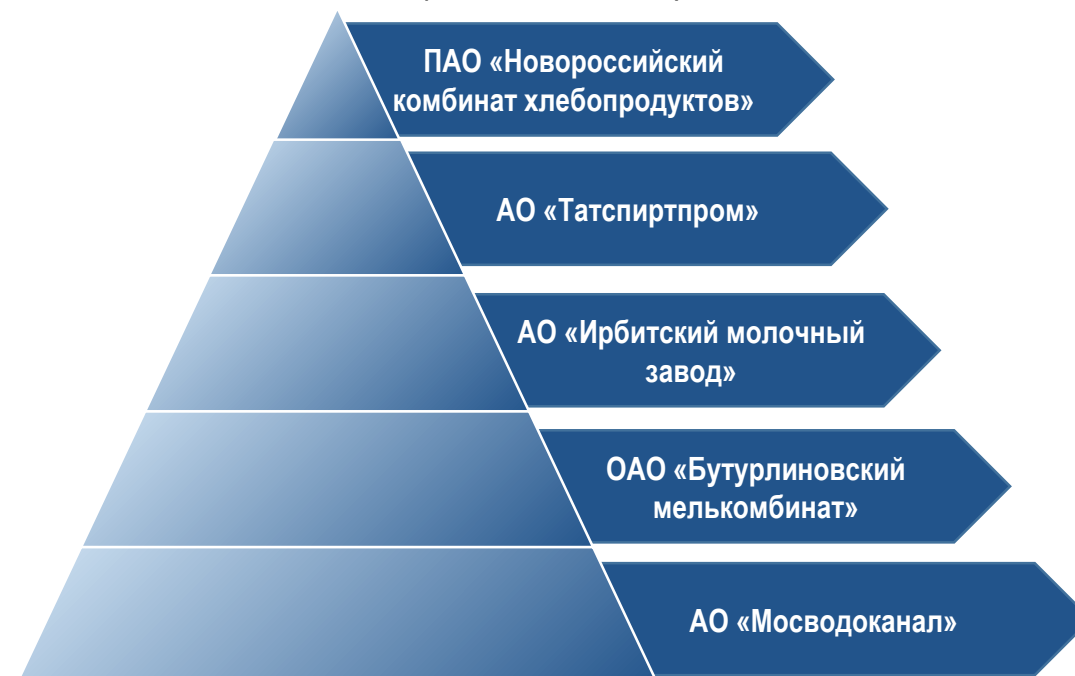 ПАО «Новороссийский
комбинат хлебопродуктов»
АО «Татспиртпром»
АО «Ирбитский молочный
завод»
ОАО «Бутурлиновский
мелькомбинат»
АО «Мосводоканал»